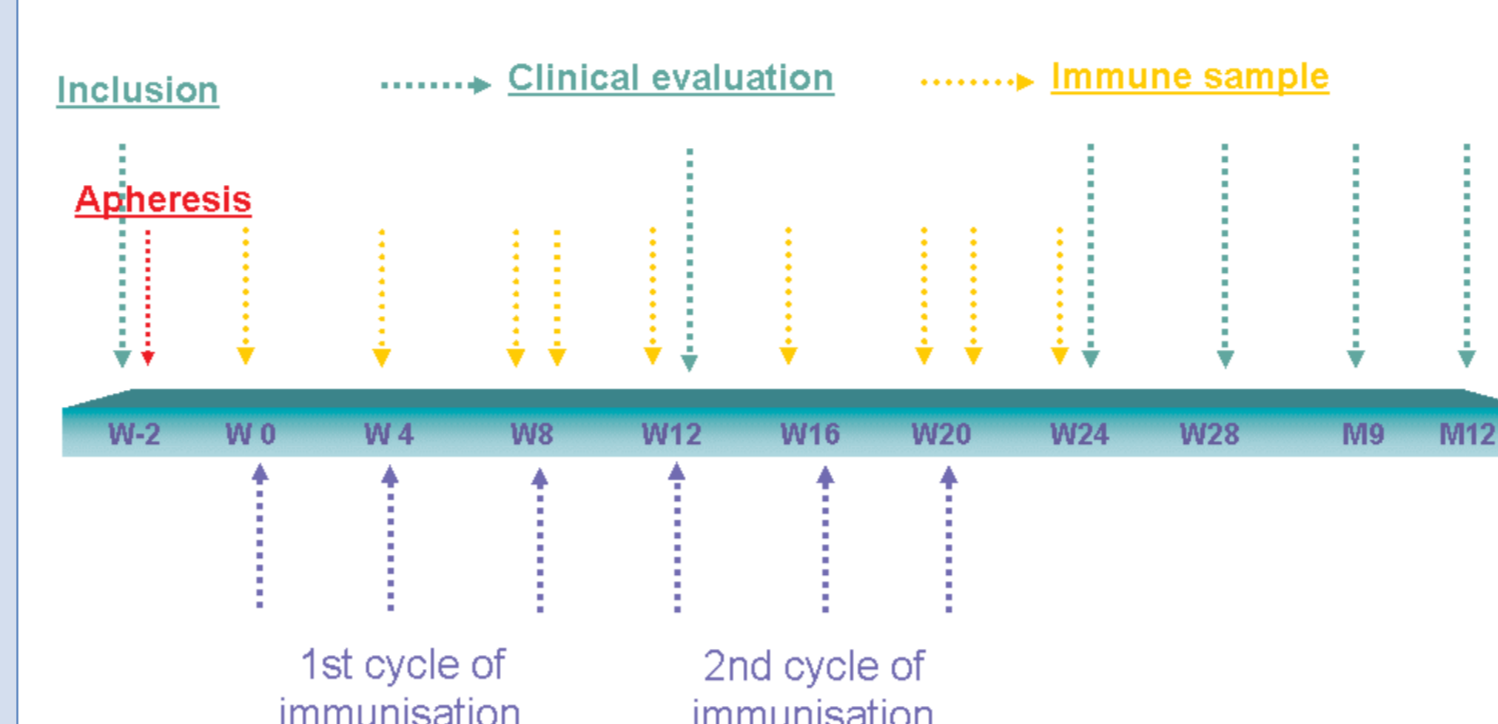 Inclusion
Clinical evaluation
Immune sample
Apheresis
W-2 W 0 W 4 W8 W12 W16 W20 W24 W28 M9 M12
1st cycle of
immunisation
2nd cycle of
immunisation